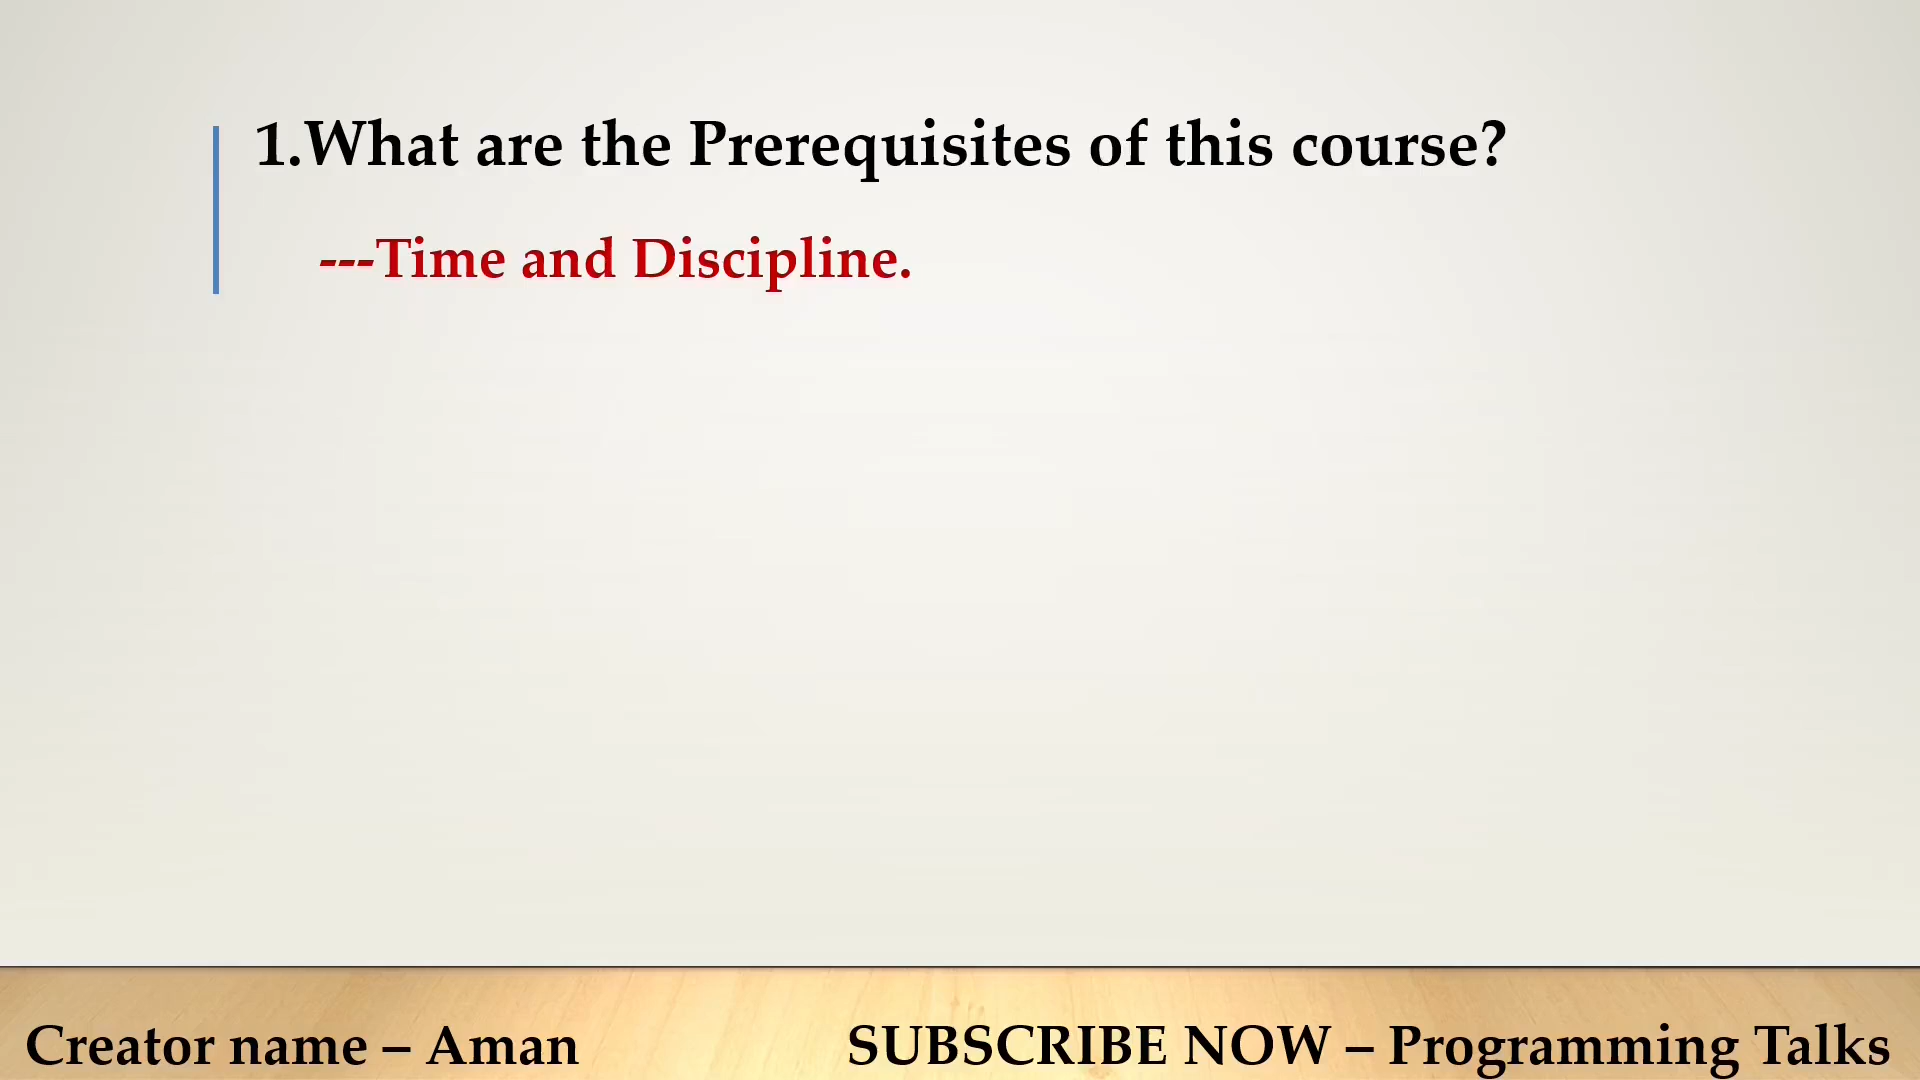 1.What are the Prerequisites of this course?
---Time and Discipline.
Creator name – Aman
SUBSCRIBE NOW – Programming Talks